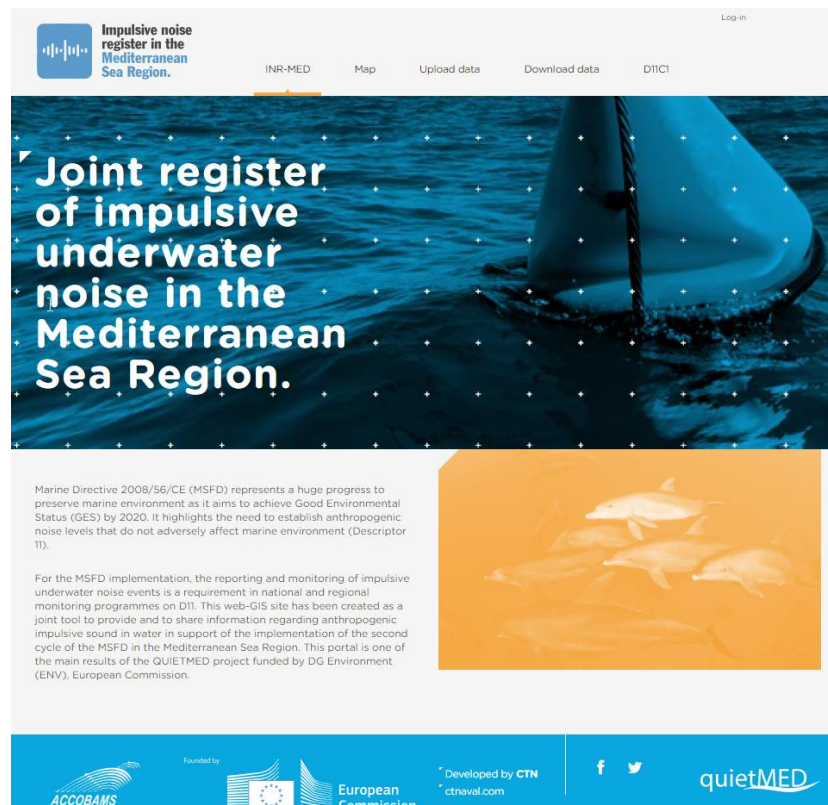 Log-in
Impulsive noise
register in the
Mediterranean
Sea Region.
INR-MED
Map
Upload data
Download data
D11C1
Joint register
of impulsive
underwater
noise in the
Mediterranean
Sea Region.
Marine Directive 2008/56/CE (MSFD) represents a huge progress to
preserve marine environment as it aims to achieve Good Environmental
Status (GES) by 2020. It highlights the need to establish anthropogenic
noise levels that do not adversely affect marine environment (Descriptor
11).
For the MSFD implementation, the reporting and monitoring of impulsive
underwater noise events is a requirement in national and regional
monitoring programmes on D11. This web-GIS site has been created as a
joint tool to provide and to share information regarding anthropogenic
impulsive sound in water in support of the implementation of the second
cycle of the MSFD in the Mediterranean Sea Region. This portal is one of
the main results of the QUIETMED project funded by DG Environment
(ENV), European Commission.
ACCOBAMS
Founded by
European
Commission
Developed by CTN
ctnaval.com
quietMED